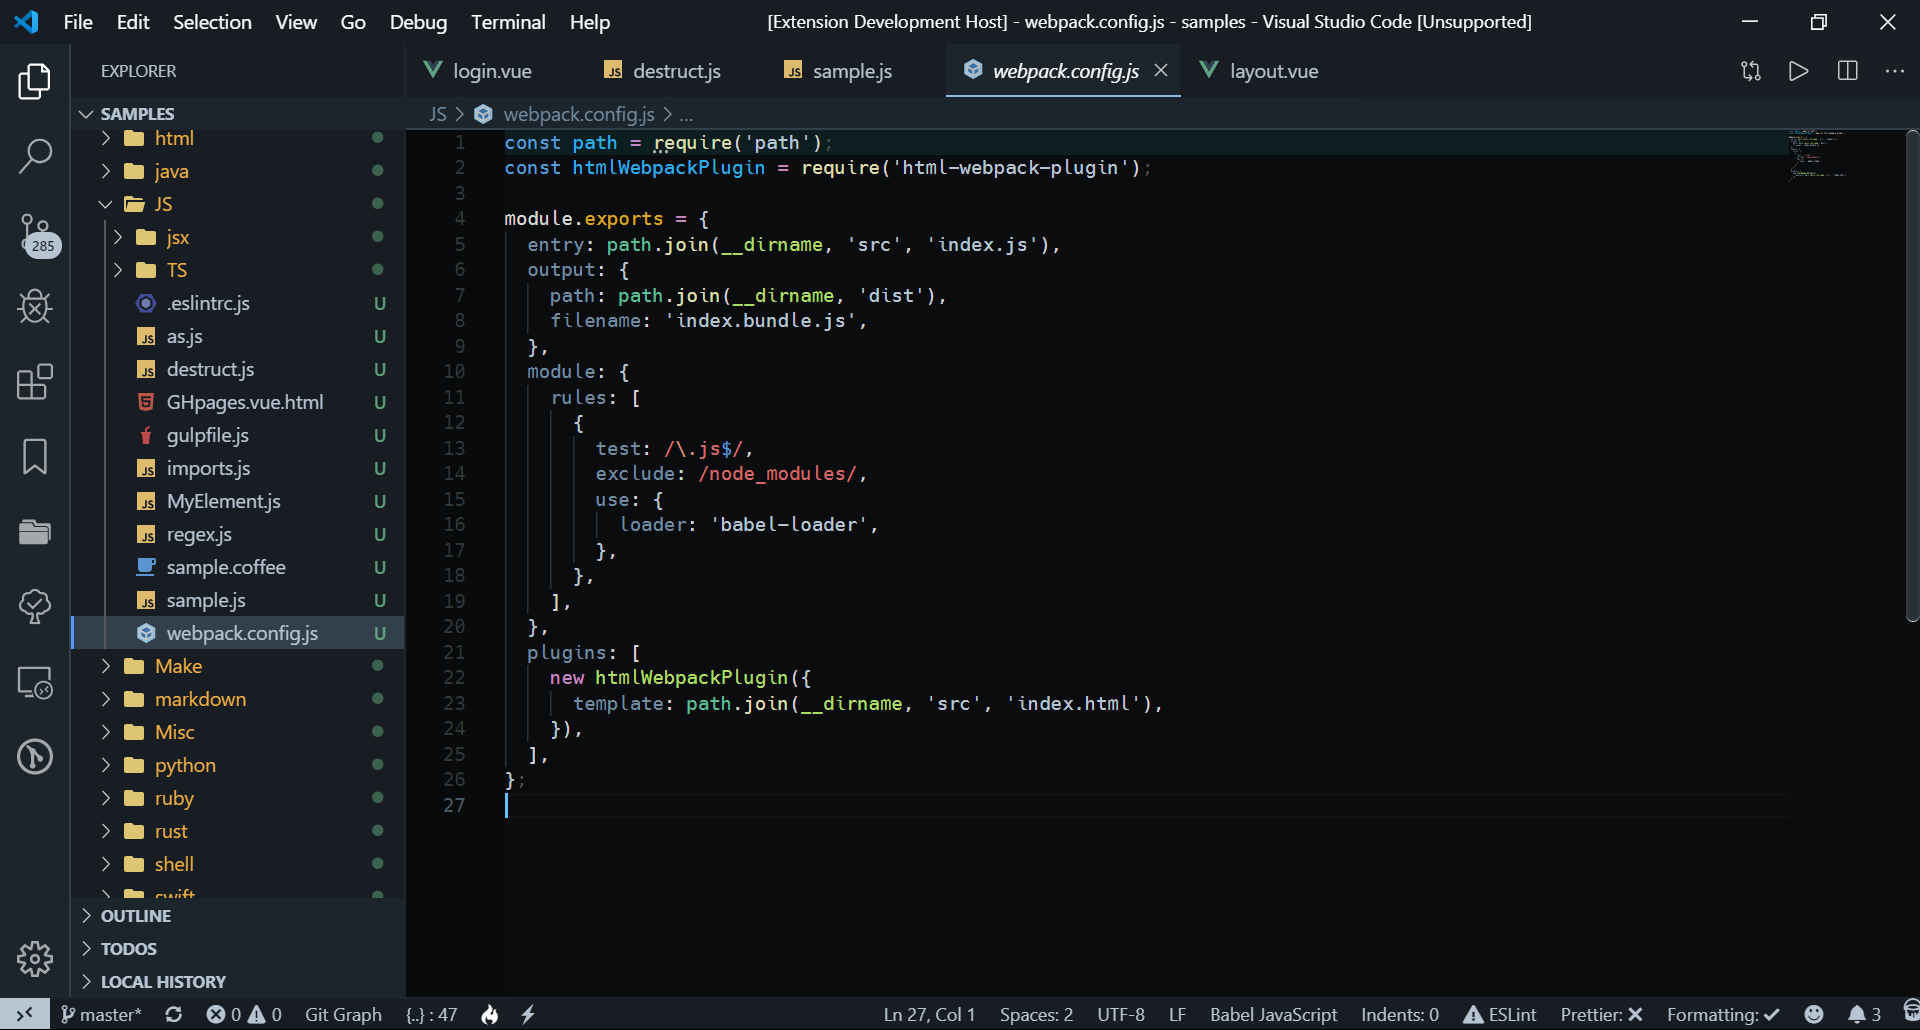 File Edit Selection View Go Debug Terminal Help [Extension Development Host] - webpack.config.js - samples - Visual Studio Code [Unsupported]
EXPLORER
login.vue destruct.js sample.js webpack.config.js layout.vue
SAMPLES
JS > webpack.config.js > ...
html
java
JS
jsx
TS
.eslintrc.js U
as.js U
destruct.js U
GHpages.vue.html U
gulpfile.js U
imports.js U
MyElement.js U
regex.js U
sample.coffee U
sample.js U
webpack.config.js U
Make
markdown
Misc
python
ruby
rust
shell
swift
OUTLINE
TODOS
LOCAL HISTORY
285
1 const path = require('path');
2 const htmlWebpackPlugin = require('html-webpack-plugin');
3
4 module.exports = {
5 entry: path.join(__dirname, 'src', 'index.js'),
6 output: {
7 path: path.join(__dirname, 'dist'),
8 filename: 'index.bundle.js',
9 },
10 module: {
11 rules: [
12 {
13 test: /\.js$/,
14 exclude: /node_modules/,
15 use: {
16 loader: 'babel-loader',
17 },
18 },
19 ],
20 },
21 plugins: [
22 new htmlWebpackPlugin({
23 template: path.join(__dirname, 'src', 'index.html'),
24 }),
25 ],
26 };
27
master* 0 0 Git Graph {..} : 47 Ln 27, Col 1 Spaces: 2 UTF-8 LF Babel JavaScript Indents: 0 ESLint Prettier: ✕ Formatting: ✓ 3